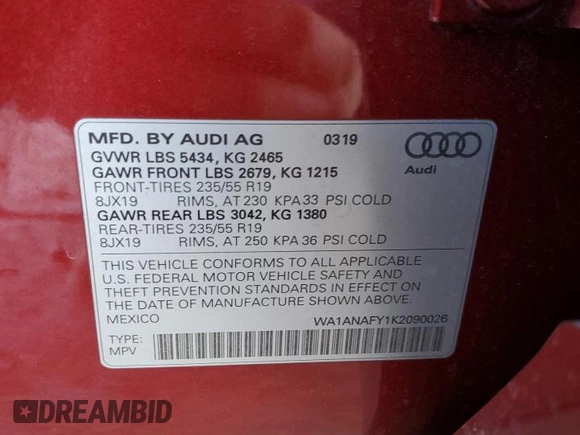 MFD. BY AUDI AG 0319
GVWR LBS 5434, KG 2465
GAWR FRONT LBS 2679, KG 1215
FRONT-TIRES 235/55 R19
8JX19 RIMS, AT 230 KPA 33 PSI COLD
GAWR REAR LBS 3042, KG 1380
REAR-TIRES 235/55 R19
8JX19 RIMS, AT 250 KPA 36 PSI COLD
Audi
THIS VEHICLE CONFORMS TO ALL APPLICABLE
U.S. FEDERAL MOTOR VEHICLE SAFETY AND
THEFT PREVENTION STANDARDS IN EFFECT ON
THE DATE OF MANUFACTURE SHOWN ABOVE.
MEXICO WA1ANAFY1K2090026
TYPE:
MPV
DREAMBID